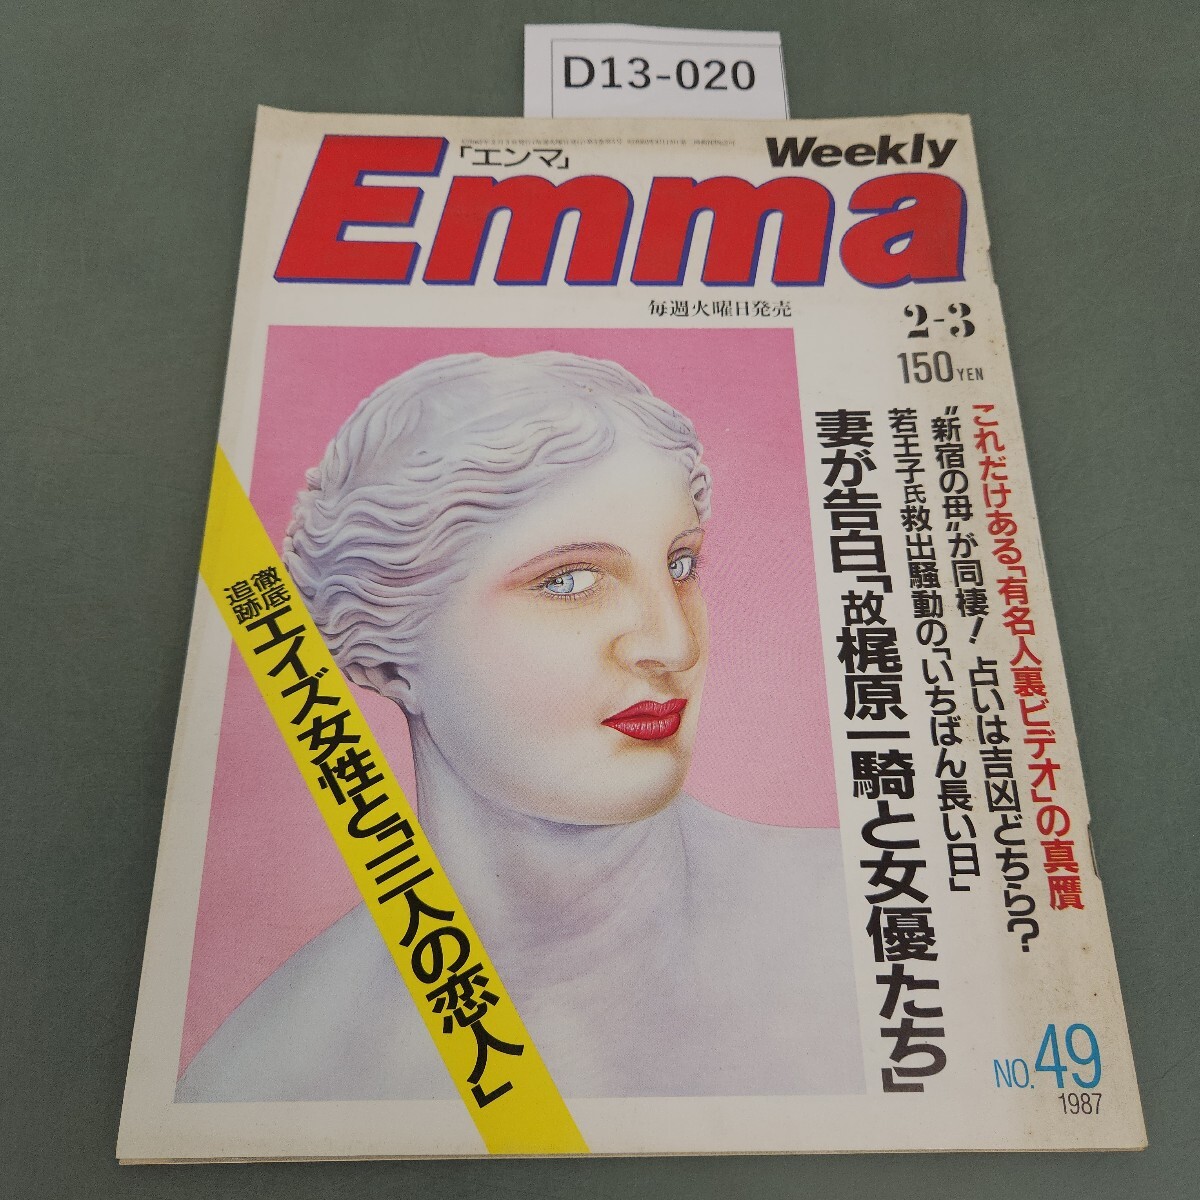 D13-020
「エンマ」
Weekly
Emma
毎週火曜日発売
2-3
150 YEN
これだけある「有名人裏ビデオ」の真贋
“新宿の母”が同棲！ 占いは吉凶どちら？
若王子氏救出騒動の「いちばん長い日」
妻が告白「故梶原一騎と女優たち」
徹底追跡 エイズ女性と「三人の恋人」
NO.49
1987